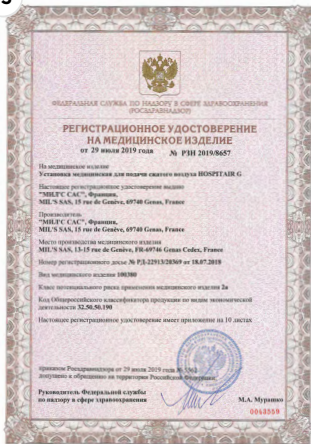 ФЕДЕРАЛЬНАЯ СЛУЖБА ПО НАДЗОРУ В СФЕРЕ ЗДРАВООХРАНЕНИЯ
(РОСЗДРАВНАДЗОР)
РЕГИСТРАЦИОННОЕ УДОСТОВЕРЕНИЕ
НА МЕДИЦИНСКОЕ ИЗДЕЛИЕ
от 29 июля 2019 года № РЗН 2019/8657
На медицинское изделие
Установка медицинская для подачи сжатого воздуха HOSPITAIR G
Настоящее регистрационное удостоверение выдано
"МИЛ'С САС", Франция,
MIL'S SAS, 15 rue de Genève, 69740 Genas, France
Производитель
"МИЛ'С САС", Франция,
MIL'S SAS, 15 rue de Genève, 69740 Genas, France
Место производства медицинского изделия
MIL'S SAS, 13-15 rue de Genève, FR-69746 Genas Cedex, France
Номер регистрационного досье № РД-22913/28369 от 18.07.2018
Вид медицинского изделия 100380
Класс потенциального риска применения медицинского изделия 2а
Код Общероссийского классификатора продукции по видам экономической
деятельности 32.50.50.190
Настоящее регистрационное удостоверение имеет приложение на 10 листах
приказом Росздравнадзора от 29 июля 2019 года №
допущено к обращению на территории Российской Федерации.
Руководитель Федеральной службы
по надзору в сфере здравоохранения
М.А. Мурашко
0043559